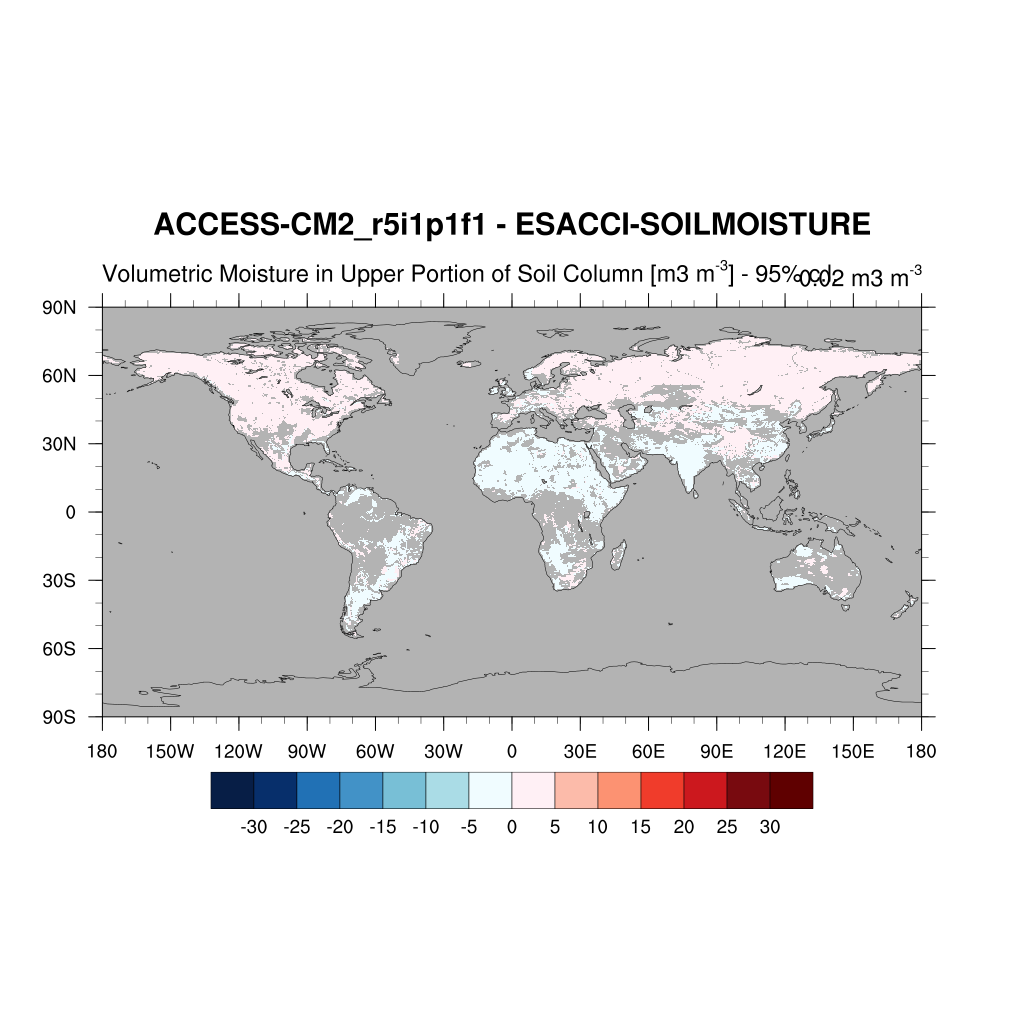 ACCESS-CM2_r5i1p1f1 - ESACCI-SOILMOISTURE
Volumetric Moisture in Upper Portion of Soil Column [m3 m-3] - 95% 0.02 m3 m-3
90N
60N
30N
0
30S
60S
90S
180 150W 120W 90W 60W 30W 0 30E 60E 90E 120E 150E 180
-30 -25 -20 -15 -10 -5 0 5 10 15 20 25 30